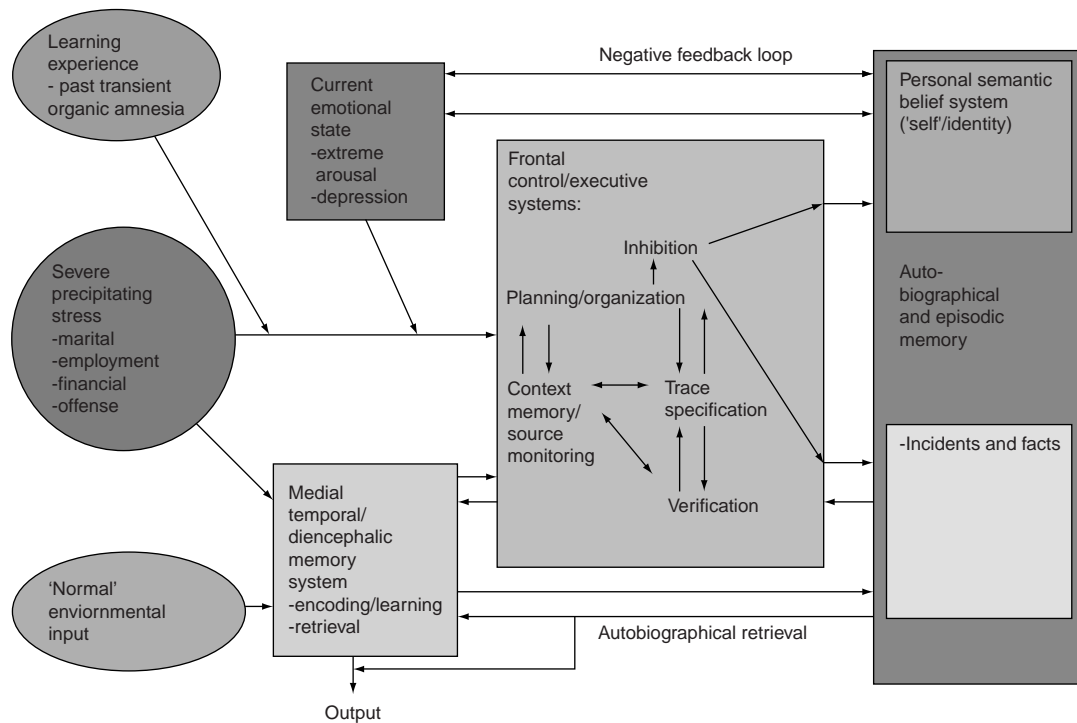 Learning
experience
- past transient
organic amnesia
Current
emotional
state
-extreme
arousal
-depression
Negative feedback loop
Personal semantic
belief system
('self'/identity)
Frontal
control/executive
systems:
Inhibition
Planning/organization
Context
memory/
source
monitoring
Trace
specification
Verification
Severe
precipitating
stress
-marital
-employment
-financial
-offense
Auto-
biographical
and episodic
memory
-Incidents and facts
Medial
temporal/
diencephalic
memory
system
-encoding/learning
-retrieval
‘Normal’
enviornmental
input
Autobiographical retrieval
Output